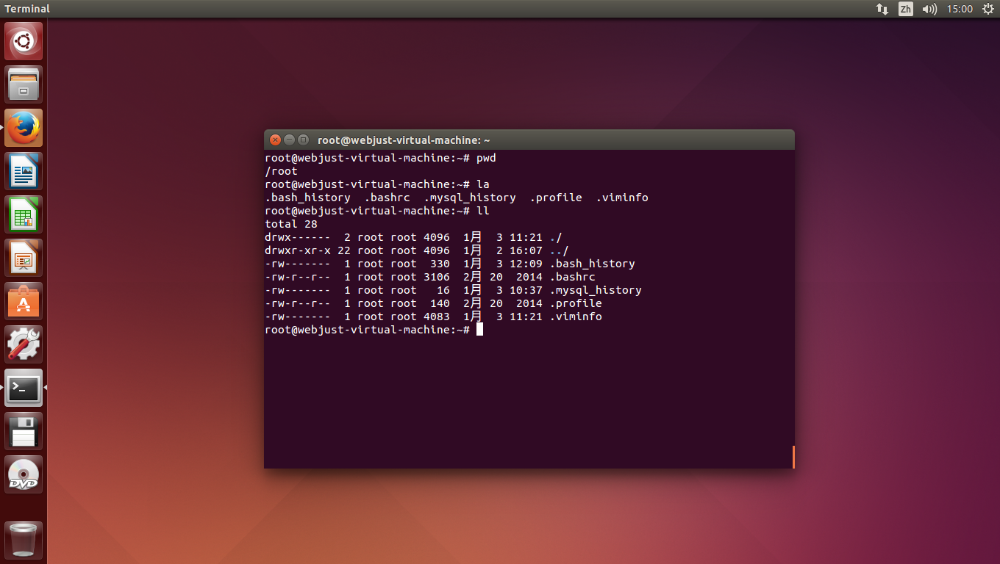 Terminal
Zh
15:00
root@webjust-virtual-machine: ~
root@webjust-virtual-machine:~# pwd
/root
root@webjust-virtual-machine:~# la
.bash_history  .bashrc  .mysql_history  .profile  .viminfo
root@webjust-virtual-machine:~# ll
total 28
drwx------  2 root root 4096  1月  3 11:21 ./
drwxr-xr-x 22 root root 4096  1月  2 16:07 ../
-rw-------  1 root root  330  1月  3 12:09 .bash_history
-rw-r--r--  1 root root 3106  2月 20  2014 .bashrc
-rw-------  1 root root   16  1月  3 10:37 .mysql_history
-rw-r--r--  1 root root  140  2月 20  2014 .profile
-rw-------  1 root root 4083  1月  3 11:21 .viminfo
root@webjust-virtual-machine:~#
>_
A
DVD